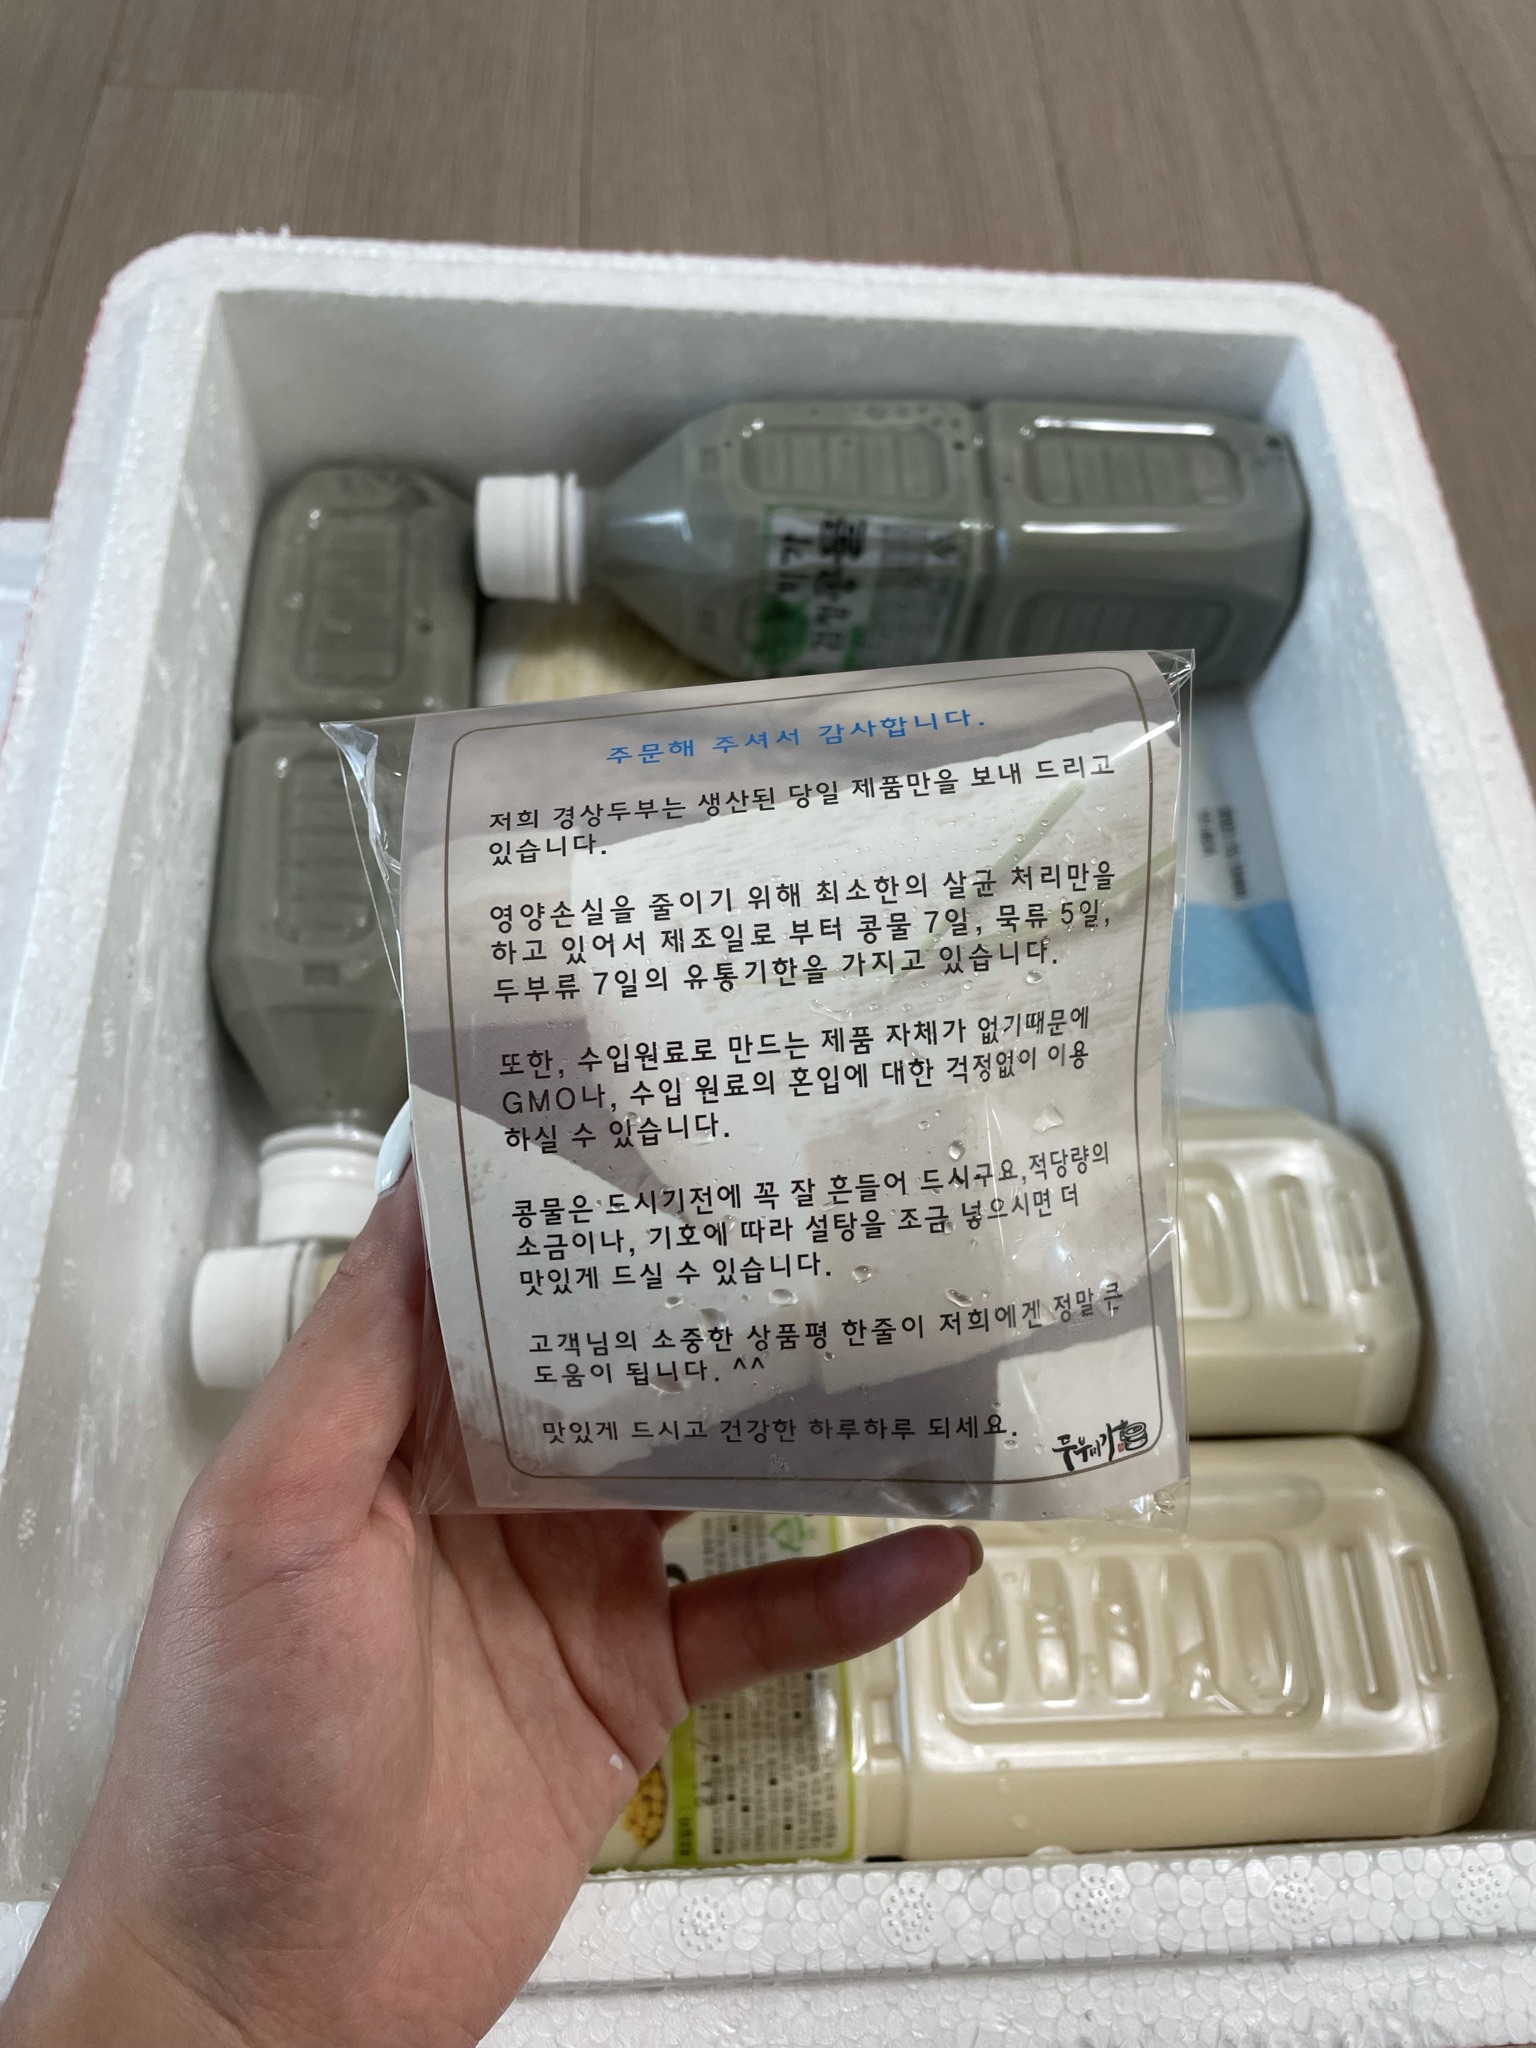 주문해 주셔서 감사합니다.
저희 경상두부는 생산된 당일 제품만을 보내 드리고
있습니다.
영양손실을 줄이기 위해 최소한의 살균 처리만을
하고 있어서 제조일로 부터 콩물 7일, 묵류 5일,
두부류 7일의 유통기한을 가지고 있습니다.
또한, 수입원료로 만드는 제품 자체가 없기때문에
GMO나, 수입 원료의 혼입에 대한 걱정없이 이용
하실 수 있습니다.
콩물은 드시기전에 꼭 잘 흔들어 드시구요,적당량의
소금이나, 기호에 따라 설탕을 조금 넣으시면 더
맛있게 드실 수 있습니다.
고객님의 소중한 상품평 한줄이 저희에겐 정말 큰
도움이 됩니다. ^^
맛있게 드시고 건강한 하루하루 되세요.
두부미가